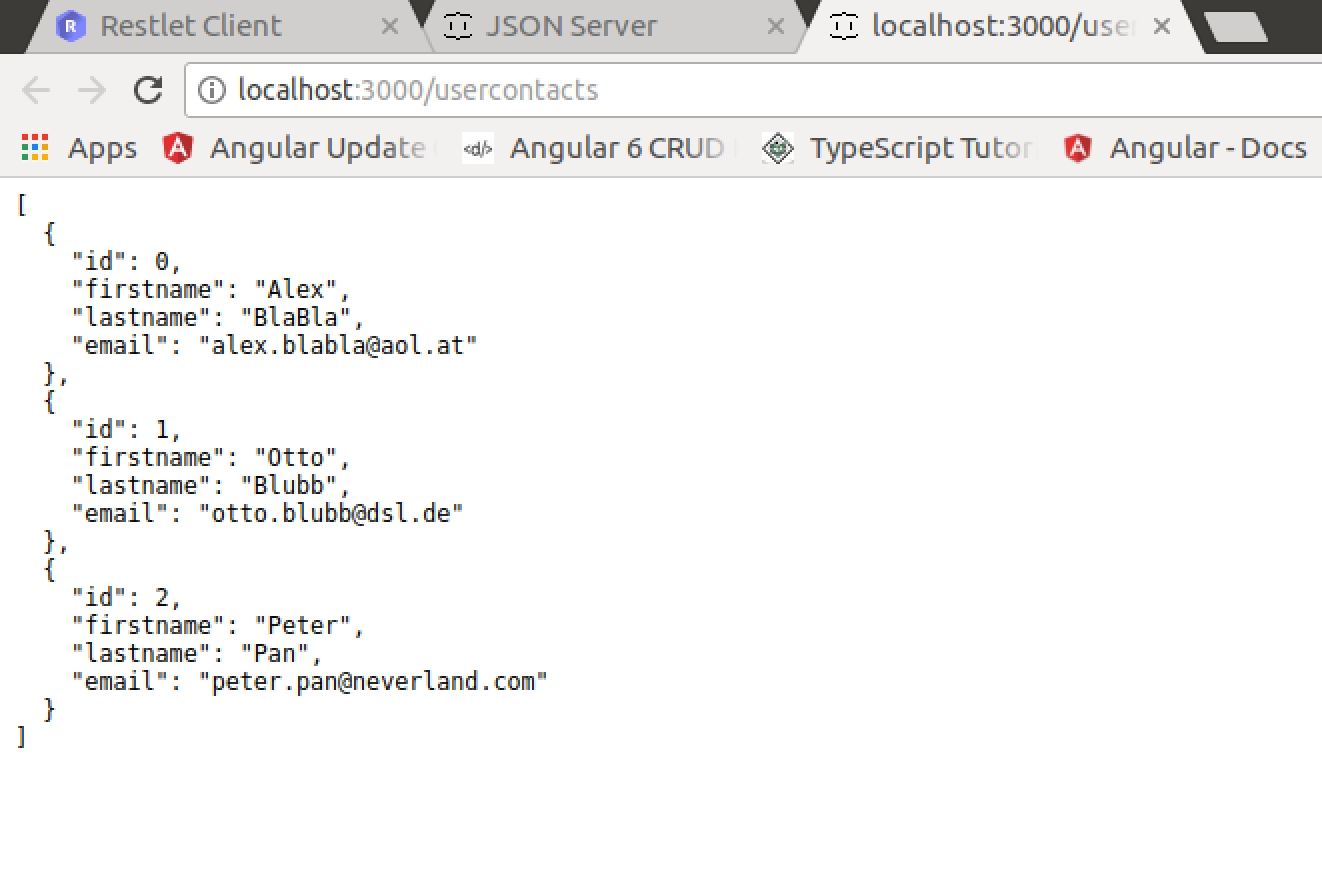 Restlet Client
JSON Server
localhost:3000/use
localhost:3000/usercontacts
Apps
Angular Update
<d/>
Angular 6 CRUD
TypeScript Tutor
Angular - Docs
[
  {
    "id": 0,
    "firstname": "Alex",
    "lastname": "BlaBla",
    "email": "alex.blabla@aol.at"
  },
  {
    "id": 1,
    "firstname": "Otto",
    "lastname": "Blubb",
    "email": "otto.blubb@dsl.de"
  },
  {
    "id": 2,
    "firstname": "Peter",
    "lastname": "Pan",
    "email": "peter.pan@neverland.com"
  }
]